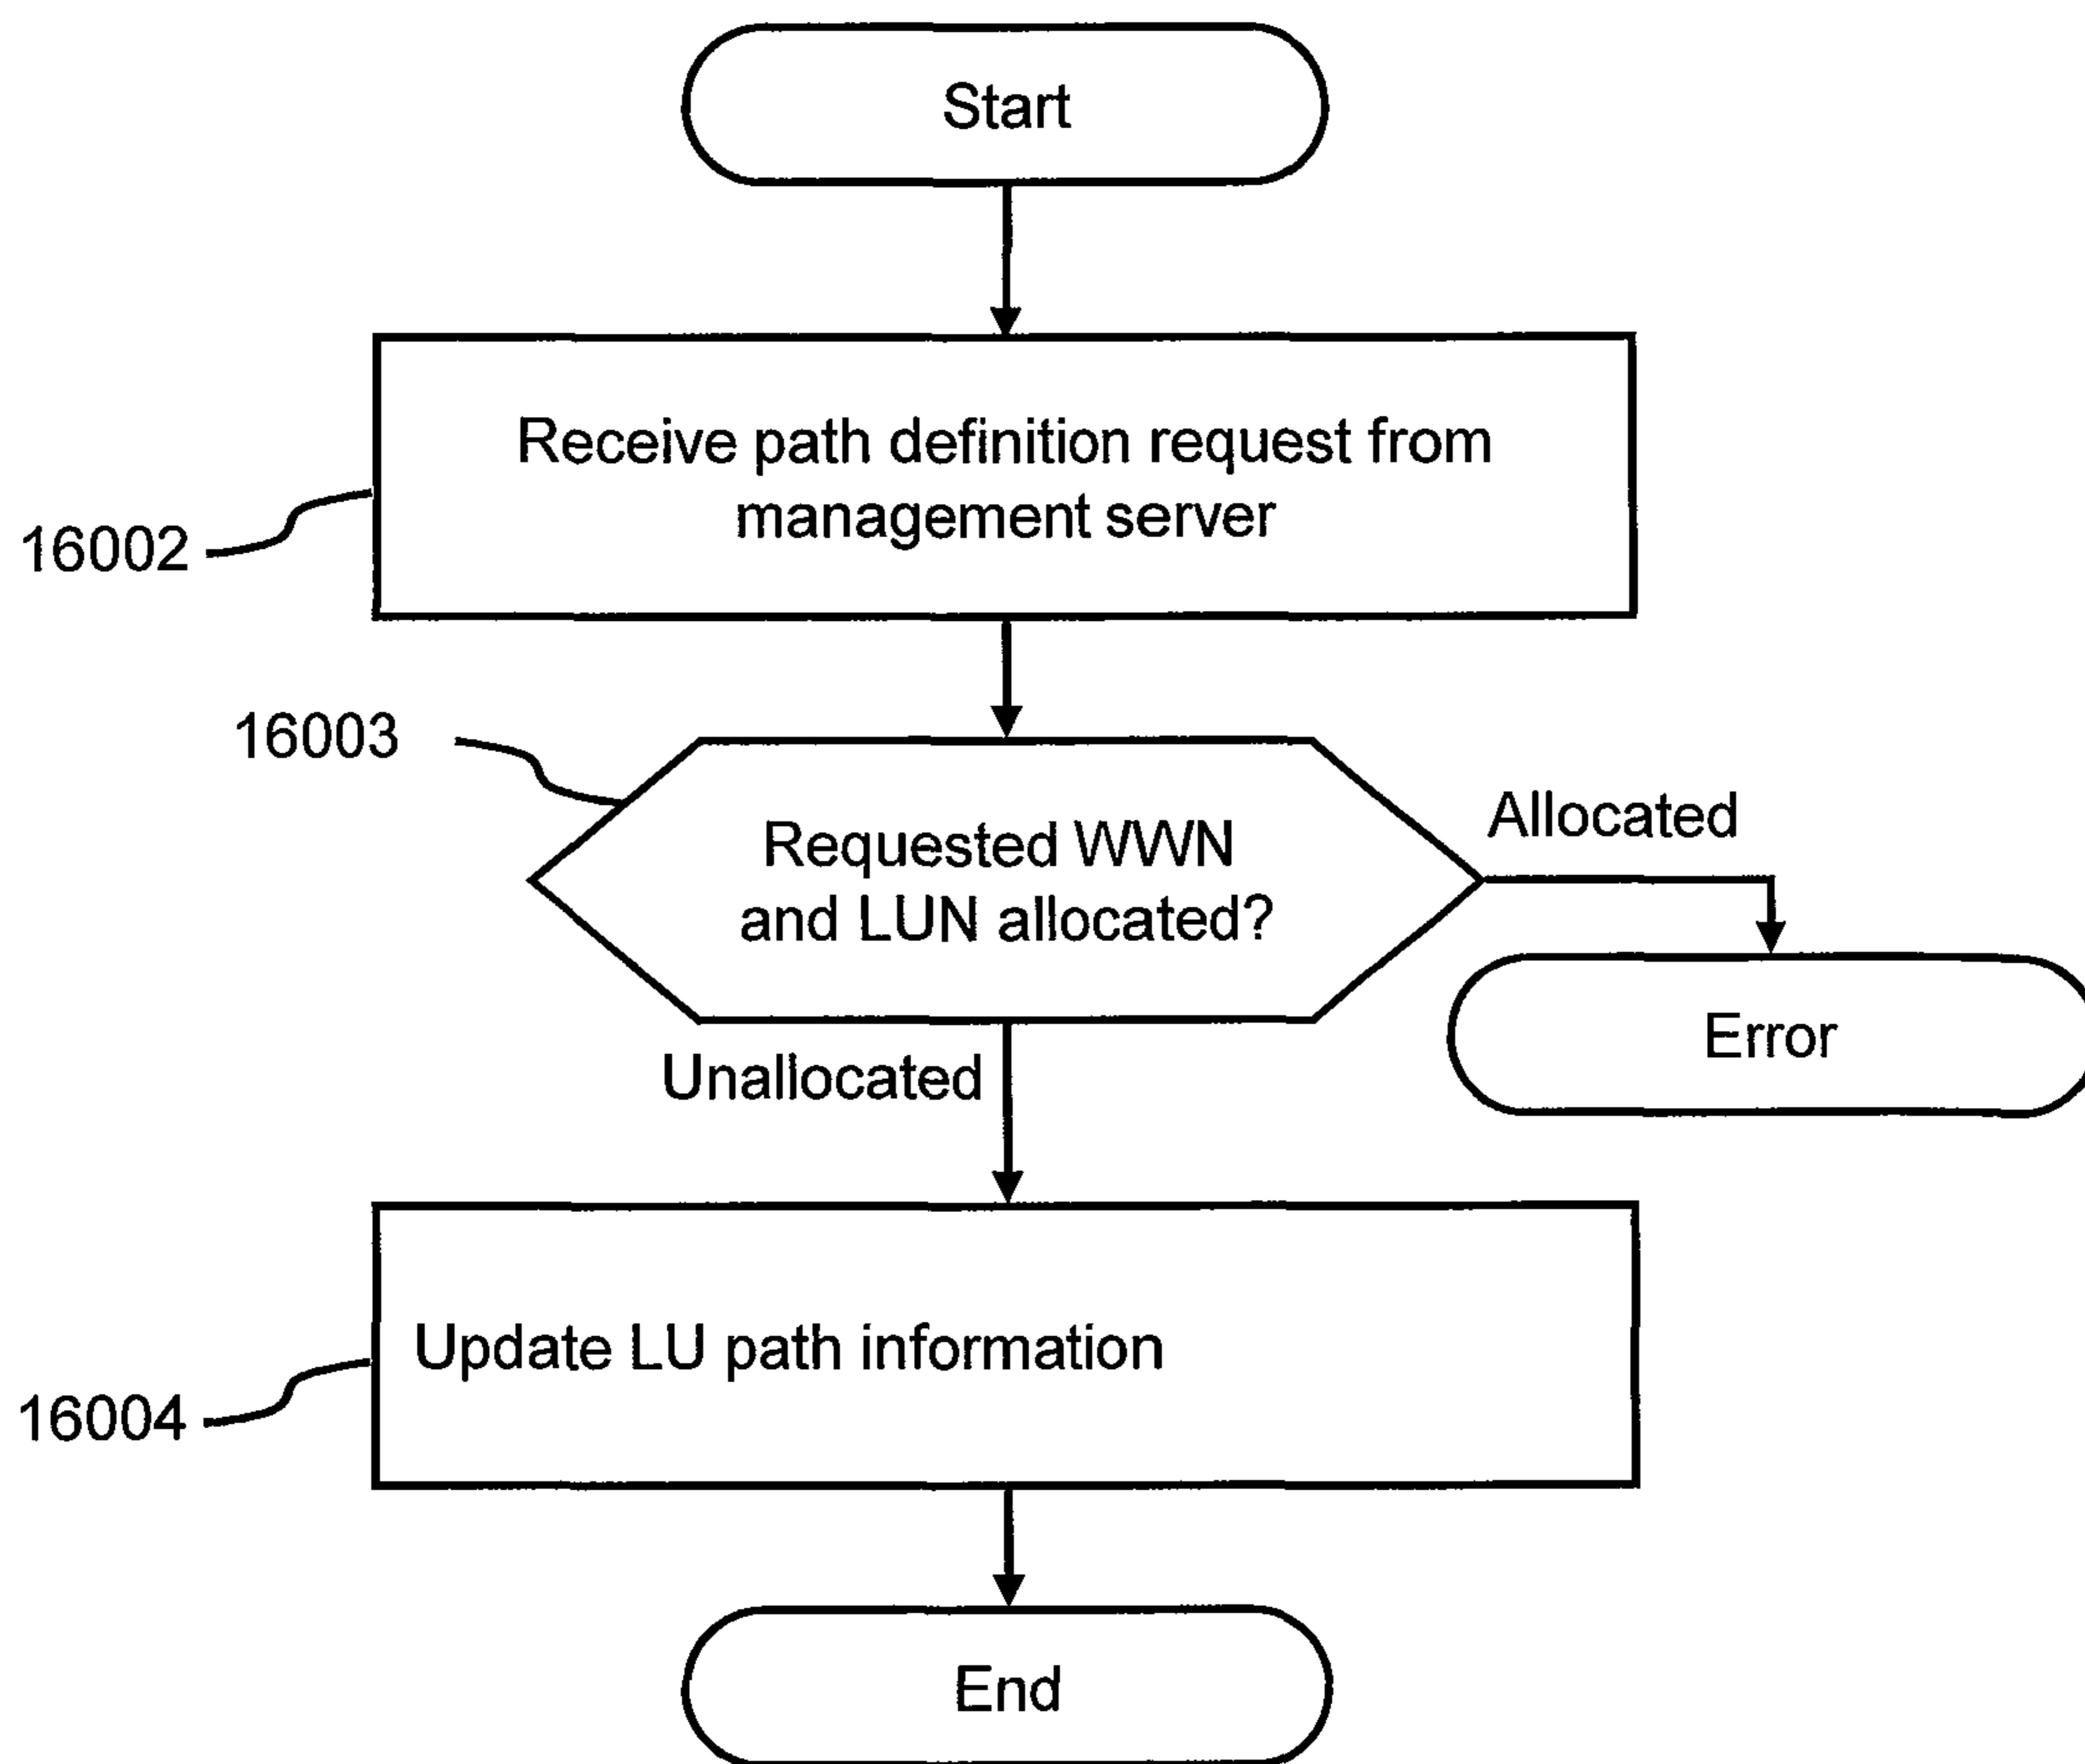 Start
Receive path definition request from
management server
16002
16003
Requested WWN
and LUN allocated?
Allocated
Error
Unallocated
Update LU path information
16004
End